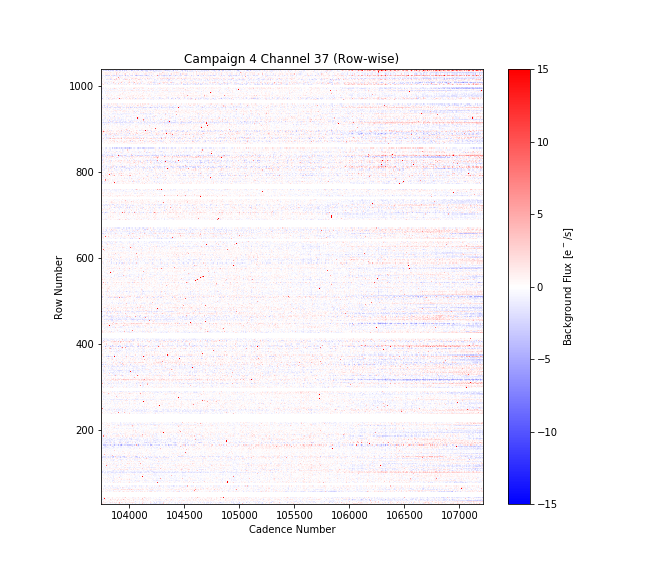 Campaign 4 Channel 37 (Row-wise)
1000
800
600
400
200
Row Number
104000 104500 105000 105500 106000 106500 107000
Cadence Number
15
10
5
0
−5
−10
−15
Background Flux [e⁻/s]